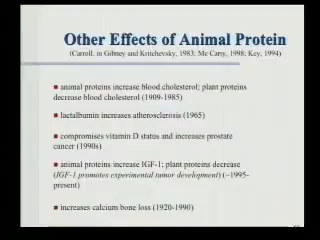 Other Effects of Animal Protein
(Carroll, in Gibney and Kritchevsky, 1983; Mc Carty, 1998; Key, 1994)
animal proteins increase blood cholesterol; plant proteins
decrease blood cholesterol (1909-1985)
lactalbumin increases atherosclerosis (1965)
compromises vitamin D status and increases prostate
cancer (1990s)
animal proteins increase IGF-1; plant proteins decrease
(IGF-1 promotes experimental tumor development) (~1995-
present)
increases calcium bone loss (1920-1990)